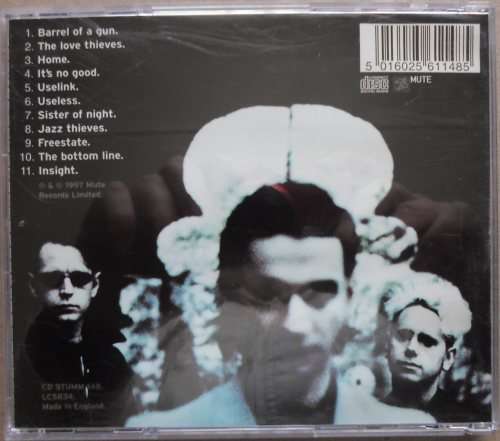 1. Barrel of a gun.
2. The love thieves.
3. Home.
4. It's no good.
5. Uselink.
6. Useless.
7. Sister of night.
8. Jazz thieves.
9. Freestate.
10. The bottom line.
11. Insight.
℗ & © 1997 Mute
Records Limited.
5 016025 611485
disc
MUTE
CD STUMM
LC5834.
Made in England.